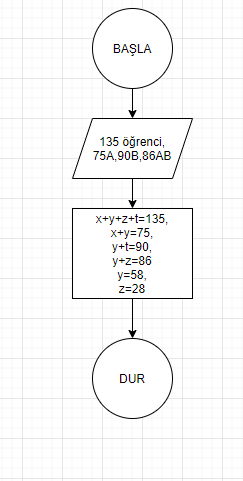 BAŞLA
135 öğrenci,
75A,90B,86AB
x+y+z+t=135,
x+y=75,
y+t=90,
y+z=86
y=58,
z=28
DUR